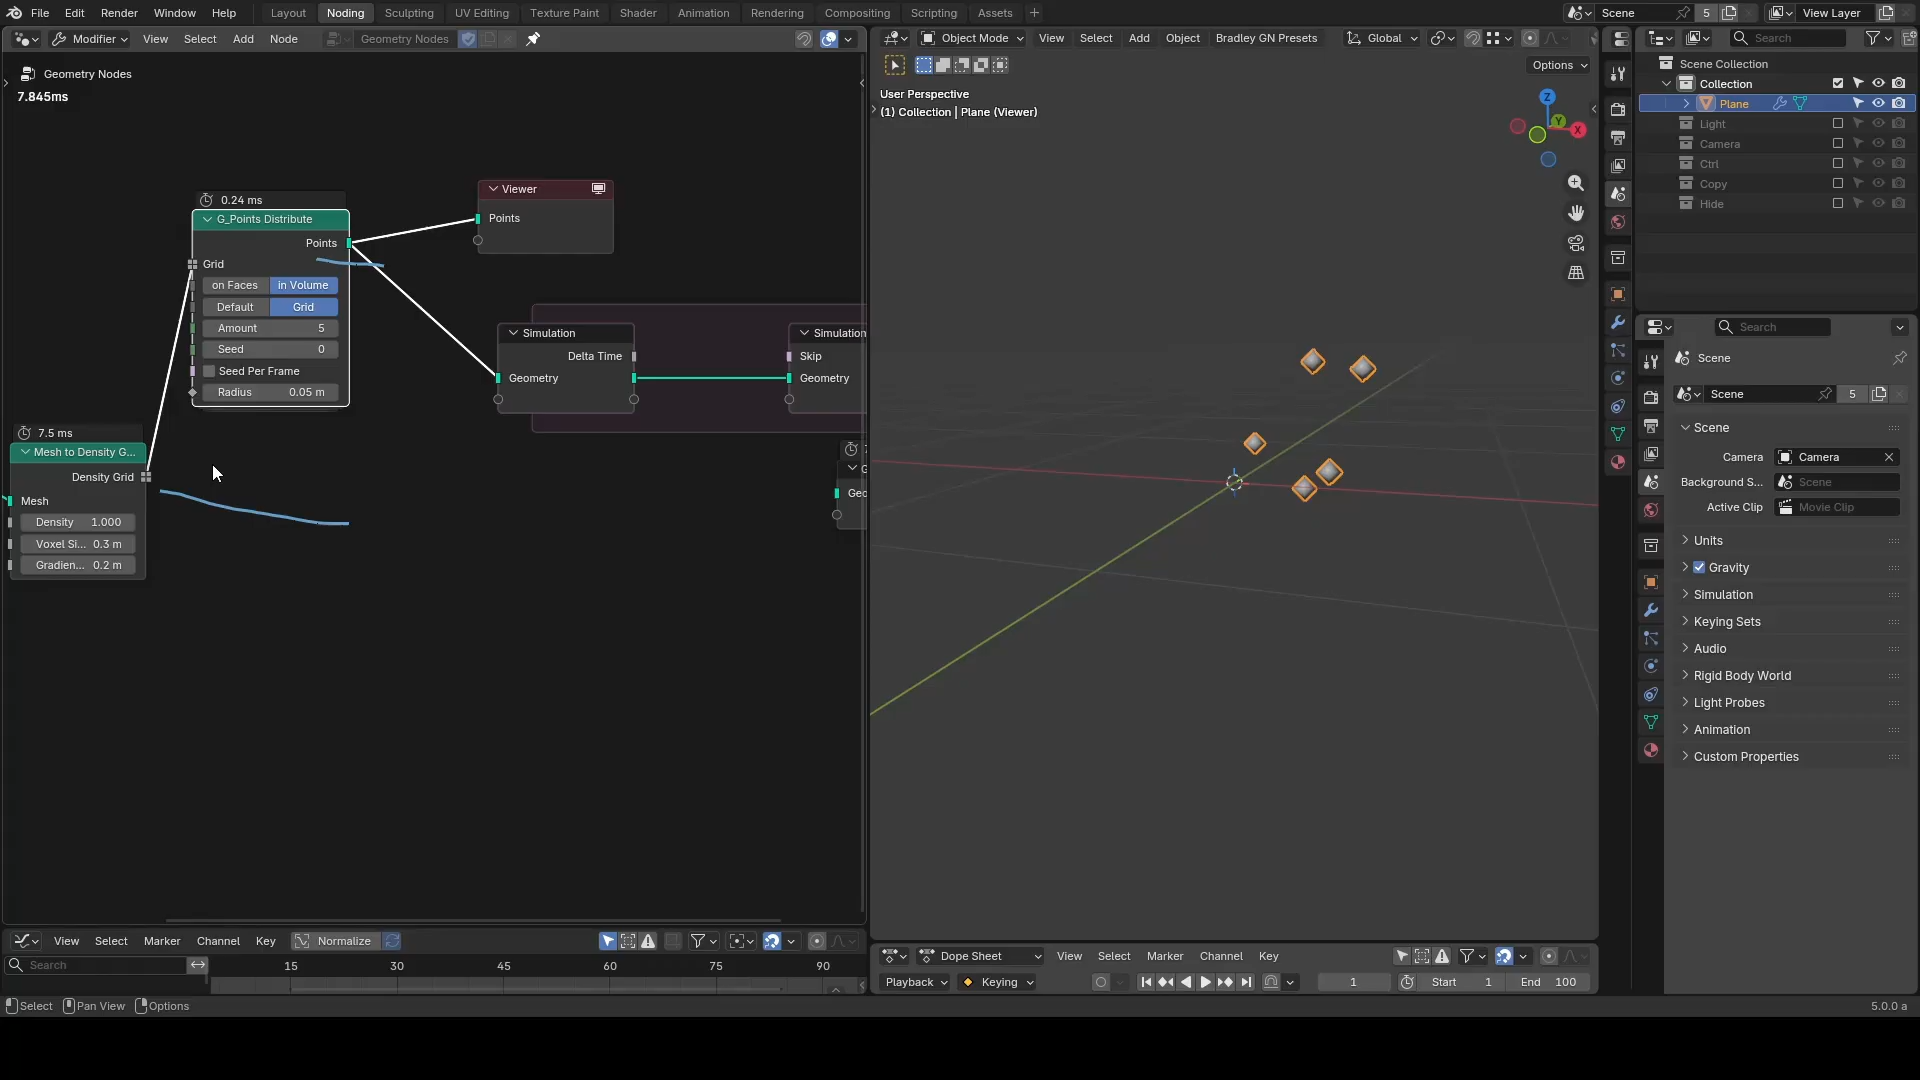 File Edit Render Window Help Layout Noding Sculpting UV Editing Texture Paint Shader Animation Rendering Compositing Scripting Assets + Scene 5 View Layer
Modifier View Select Add Node Geometry Nodes
Object Mode View Select Add Object Bradley GN Presets Global
Options
Search
Geometry Nodes
7.845ms
0.24 ms
G_Points Distribute
Points
Grid
on Faces in Volume
Default Grid
Amount 5
Seed 0
Seed Per Frame
Radius 0.05 m
Viewer
Points
Simulation
Delta Time
Geometry
Simulation
Skip
Geometry
7.5 ms
Mesh to Density G...
Density Grid
Mesh
Density 1.000
Voxel Si... 0.3 m
Gradien... 0.2 m
Geo
User Perspective
(1) Collection | Plane (Viewer)
Z
Y
X
Scene Collection
Collection
Plane
Light
Camera
Ctrl
Copy
Hide
Search
Scene
Scene 5
Scene
Camera Camera
Background S... Scene
Active Clip Movie Clip
Units
Gravity
Simulation
Keying Sets
Audio
Rigid Body World
Light Probes
Animation
Custom Properties
View Select Marker Channel Key Normalize
Search
15 30 45 60 75 90
Dope Sheet View Select Marker Channel Key
Playback Keying 1 Start 1 End 100
Select Pan View Options
5.0.0 a